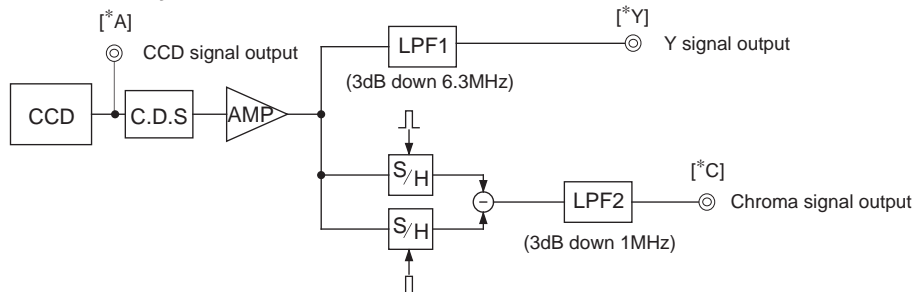 [*A]
CCD signal output
[*Y]
LPF1
Y signal output
(3dB down 6.3MHz)
CCD
C.D.S
AMP
S/H
[*C]
LPF2
Chroma signal output
S/H
(3dB down 1MHz)